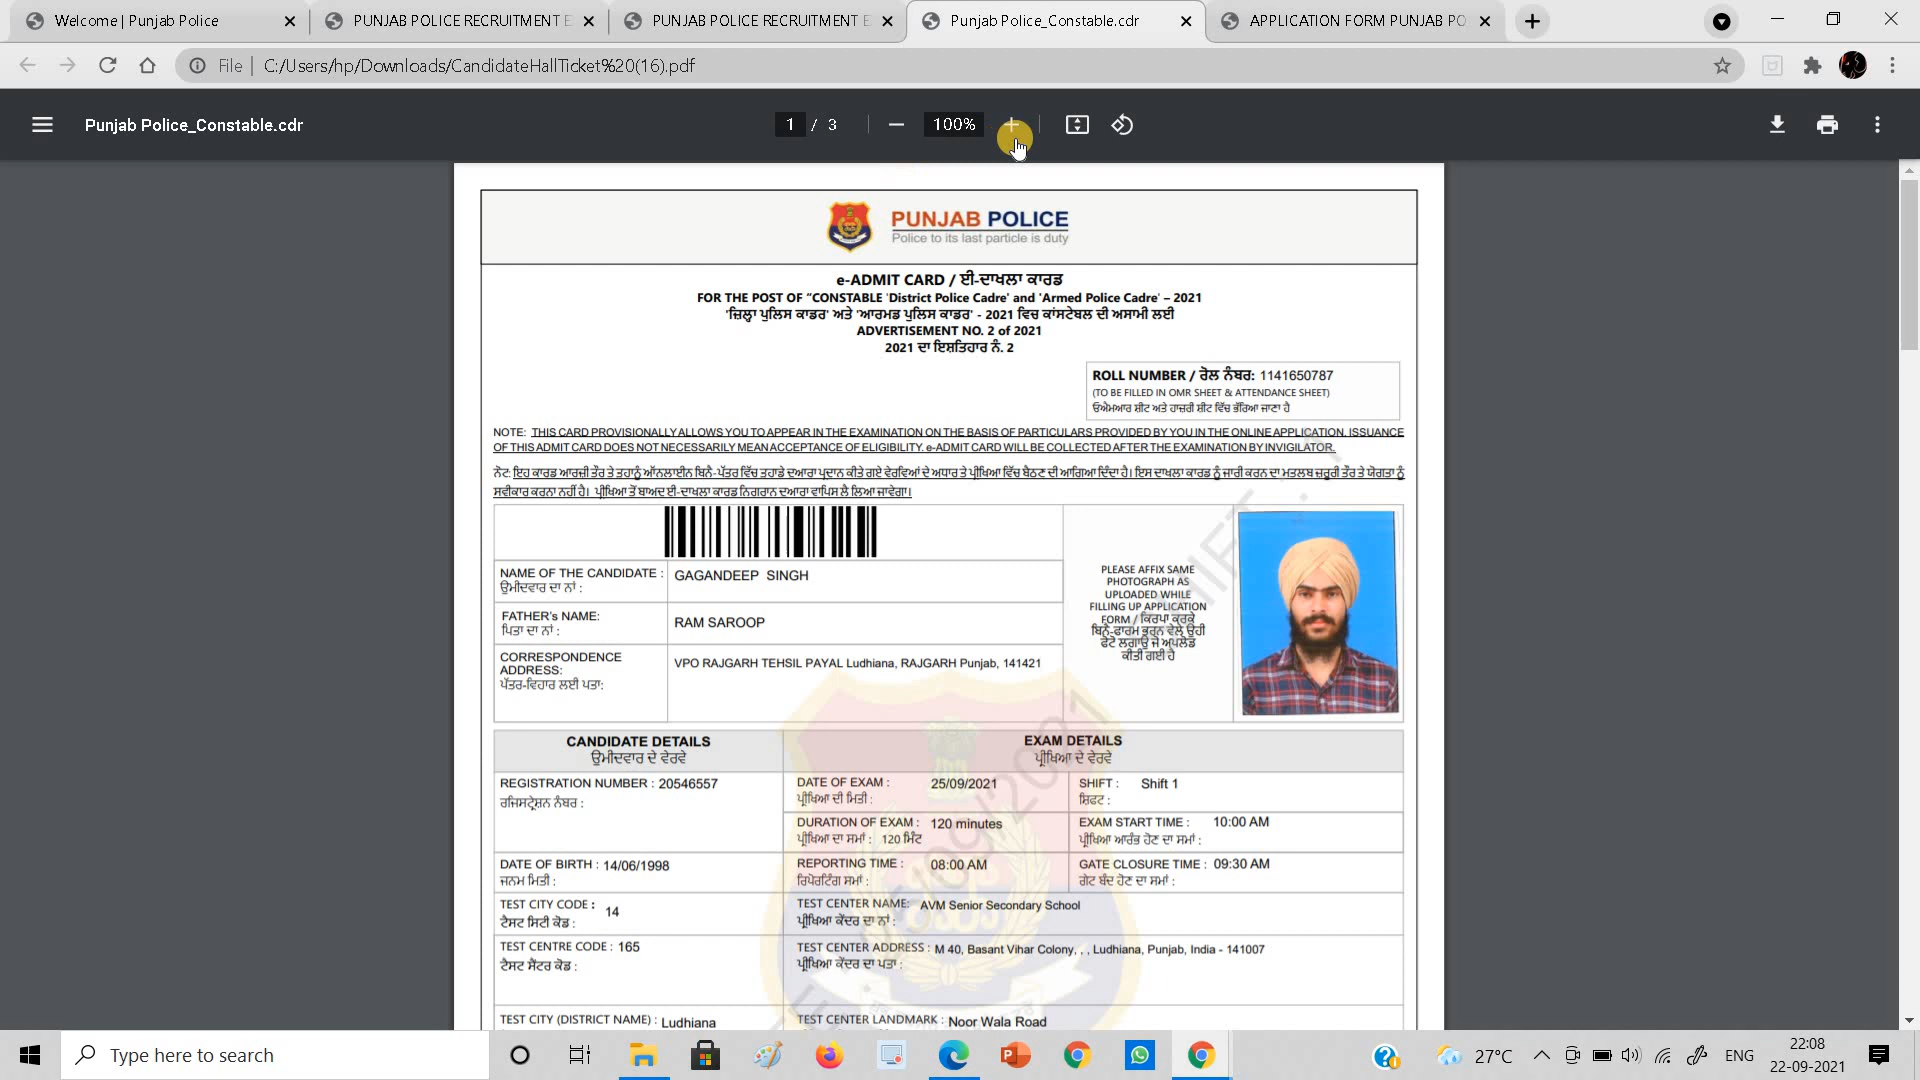 Welcome | Punjab Police
PUNJAB POLICE RECRUITMENT E
PUNJAB POLICE RECRUITMENT E
Punjab Police_Constable.cdr
APPLICATION FORM PUNJAB PO
File | C:/Users/hp/Downloads/CandidateHallTicket%20(16).pdf
Punjab Police_Constable.cdr
1 / 3
100%
PUNJAB POLICE
Police to its last particle is duty
e-ADMIT CARD / ਈ-ਦਾਖਲਾ ਕਾਰਡ
FOR THE POST OF "CONSTABLE 'District Police Cadre' and 'Armed Police Cadre' – 2021
'ਜ਼ਿਲ੍ਹਾ ਪੁਲਿਸ ਕਾਡਰ' ਅਤੇ 'ਆਰਮਡ ਪੁਲਿਸ ਕਾਡਰ' - 2021 ਵਿਚ ਕਾਂਸਟੇਬਲ ਦੀ ਅਸਾਮੀ ਲਈ
ADVERTISEMENT NO. 2 of 2021
2021 ਦਾ ਇਸ਼ਤਿਹਾਰ ਨੰ. 2
ROLL NUMBER / ਰੋਲ ਨੰਬਰ: 1141650787
(TO BE FILLED IN OMR SHEET & ATTENDANCE SHEET)
ਓਐਮਆਰ ਸ਼ੀਟ ਅਤੇ ਹਾਜ਼ਰੀ ਸ਼ੀਟ ਵਿੱਚ ਭੱਰਿਆ ਜਾਣਾ ਹੈ
NOTE: THIS CARD PROVISIONALLY ALLOWS YOU TO APPEAR IN THE EXAMINATION ON THE BASIS OF PARTICULARS PROVIDED BY YOU IN THE ONLINE APPLICATION. ISSUANCE
OF THIS ADMIT CARD DOES NOT NECESSARILY MEAN ACCEPTANCE OF ELIGIBILITY. e-ADMIT CARD WILL BE COLLECTED AFTER THE EXAMINATION BY INVIGILATOR.
ਨੋਟ: ਇਹ ਕਾਰਡ ਆਰਜ਼ੀ ਤੌਰ ਤੇ ਤਹਾਨੂੰ ਔਨਲਾਈਨ ਬਿਨੈ-ਪੱਤਰ ਵਿੱਚ ਤਹਾਡੇ ਦਆਰਾ ਪ੍ਰਦਾਨ ਕੀਤੇ ਗਏ ਵੇਰਵਿਆਂ ਦੇ ਅਧਾਰ ਤੇ ਪ੍ਰੀਖਿਆ ਵਿੱਚ ਬੈਠਣ ਦੀ ਆਗਿਆ ਦਿੰਦਾ ਹੈ। ਇਸ ਦਾਖਲਾ ਕਾਰਡ ਨੂੰ ਜਾਰੀ ਕਰਨ ਦਾ ਮਤਲਬ ਜ਼ਰੂਰੀ ਤੌਰ ਤੇ ਯੋਗਤਾ ਨੂੰ
ਸਵੀਕਾਰ ਕਰਨਾ ਨਹੀਂ ਹੈ। ਪ੍ਰੀਖਿਆ ਤੋਂ ਬਾਅਦ ਈ-ਦਾਖਲਾ ਕਾਰਡ ਨਿਗਰਾਨ ਦਆਰਾ ਵਾਪਿਸ ਲੈ ਲਿਆ ਜਾਵੇਗਾ।
NAME OF THE CANDIDATE : GAGANDEEP SINGH
ਉਮੀਦਵਾਰ ਦਾ ਨਾਂ :
FATHER's NAME: RAM SAROOP
ਪਿਤਾ ਦਾ ਨਾਂ :
CORRESPONDENCE
ADDRESS: VPO RAJGARH TEHSIL PAYAL Ludhiana, RAJGARH Punjab, 141421
ਪੱਤਰ-ਵਿਹਾਰ ਲਈ ਪਤਾ:
PLEASE AFFIX SAME
PHOTOGRAPH AS
UPLOADED WHILE
FILLING UP APPLICATION
FORM / ਕਿਰਪਾ ਕਰਕੇ
ਬਿਨੈ-ਫਾਰਮ ਭਰਨ ਵੇਲੇ ਉਹੀ
ਫੋਟੋ ਲਗਾਉ ਜੋ ਅਪਲੋਡ
ਕੀਤੀ ਗਈ ਹੈ
CANDIDATE DETAILS
ਉਮੀਦਵਾਰ ਦੇ ਵੇਰਵੇ
EXAM DETAILS
ਪ੍ਰੀਖਿਆ ਦੇ ਵੇਰਵੇ
REGISTRATION NUMBER : 20546557
ਰਜਿਸਟ੍ਰੇਸ਼ਨ ਨੰਬਰ :
DATE OF EXAM : 25/09/2021
ਪ੍ਰੀਖਿਆ ਦੀ ਮਿਤੀ :
SHIFT : Shift 1
ਸ਼ਿਫਟ :
DURATION OF EXAM : 120 minutes
ਪ੍ਰੀਖਿਆ ਦਾ ਸਮਾਂ : 120 ਮਿੰਟ
EXAM START TIME : 10:00 AM
ਪ੍ਰੀਖਿਆ ਆਰੰਭ ਹੋਣ ਦਾ ਸਮਾਂ :
DATE OF BIRTH : 14/06/1998
ਜਨਮ ਮਿਤੀ :
REPORTING TIME : 08:00 AM
ਰਿਪੋਰਟਿੰਗ ਸਮਾਂ :
GATE CLOSURE TIME : 09:30 AM
ਗੇਟ ਬੰਦ ਹੋਣ ਦਾ ਸਮਾਂ :
TEST CITY CODE : 14
ਟੈਸਟ ਸਿਟੀ ਕੋਡ :
TEST CENTER NAME: AVM Senior Secondary School
ਪ੍ਰੀਖਿਆ ਕੇਂਦਰ ਦਾ ਨਾਂ :
TEST CENTRE CODE : 165
ਟੈਸਟ ਸੈਂਟਰ ਕੋਡ :
TEST CENTER ADDRESS : M 40, Basant Vihar Colony, , , Ludhiana, Punjab, India - 141007
ਪ੍ਰੀਖਿਆ ਕੇਂਦਰ ਦਾ ਪਤਾ :
TEST CITY (DISTRICT NAME) : Ludhiana
TEST CENTER LANDMARK : Noor Wala Road
Type here to search
27°C
ENG
22:08
22-09-2021